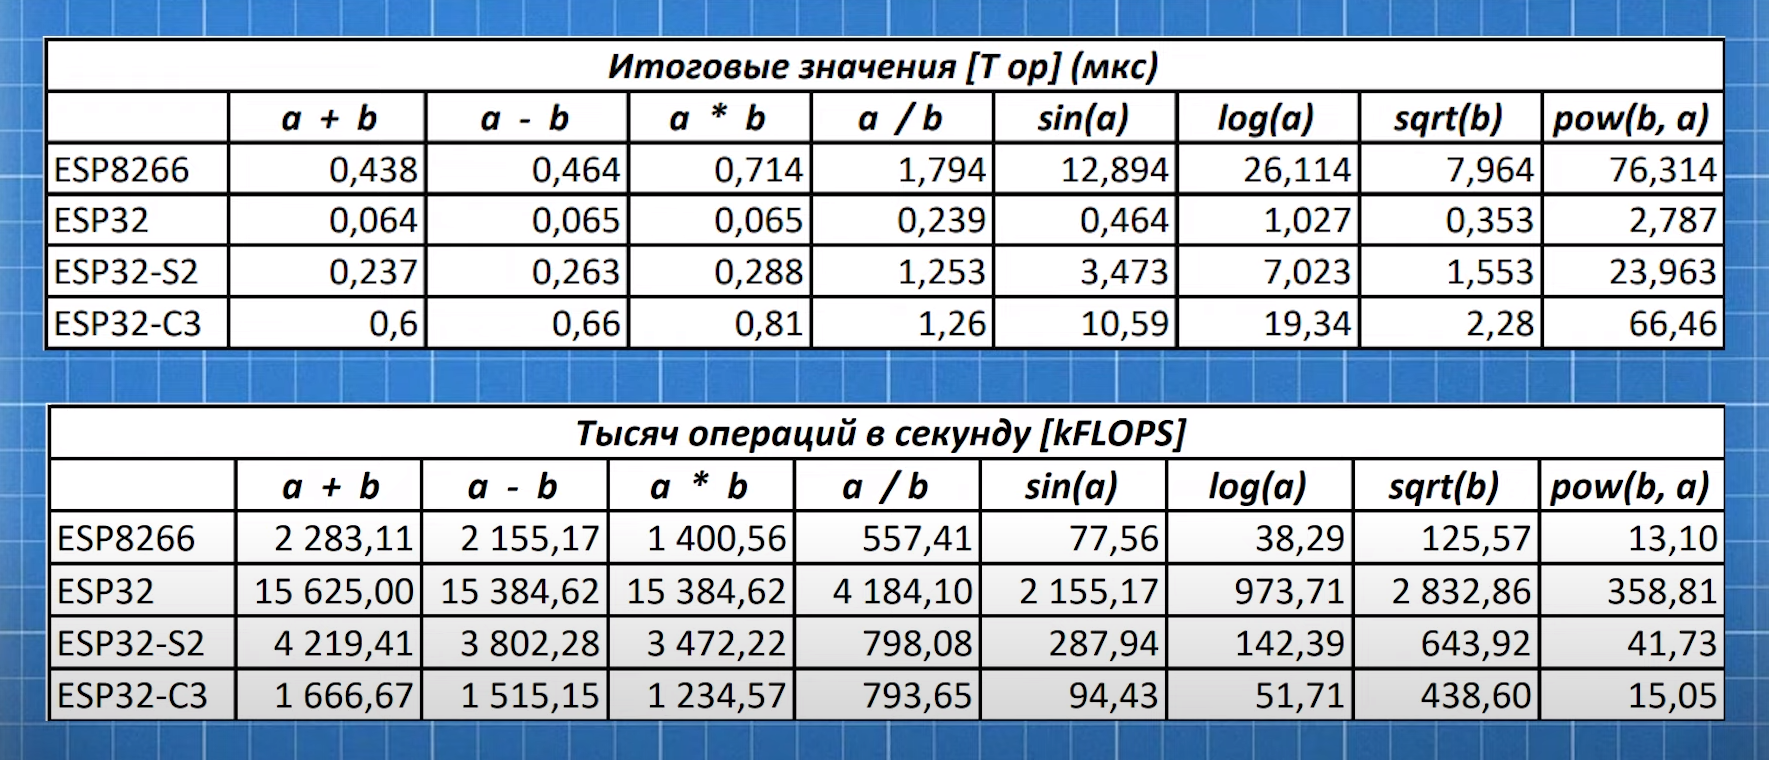 Итоговые значения [T op] (мкс)
a + b a - b a * b a / b sin(a) log(a) sqrt(b) pow(b, a)
ESP8266 0,438 0,464 0,714 1,794 12,894 26,114 7,964 76,314
ESP32 0,064 0,065 0,065 0,239 0,464 1,027 0,353 2,787
ESP32-S2 0,237 0,263 0,288 1,253 3,473 7,023 1,553 23,963
ESP32-C3 0,6 0,66 0,81 1,26 10,59 19,34 2,28 66,46
Тысяч операций в секунду [kFLOPS]
a + b a - b a * b a / b sin(a) log(a) sqrt(b) pow(b, a)
ESP8266 2 283,11 2 155,17 1 400,56 557,41 77,56 38,29 125,57 13,10
ESP32 15 625,00 15 384,62 15 384,62 4 184,10 2 155,17 973,71 2 832,86 358,81
ESP32-S2 4 219,41 3 802,28 3 472,22 798,08 287,94 142,39 643,92 41,73
ESP32-C3 1 666,67 1 515,15 1 234,57 793,65 94,43 51,71 438,60 15,05